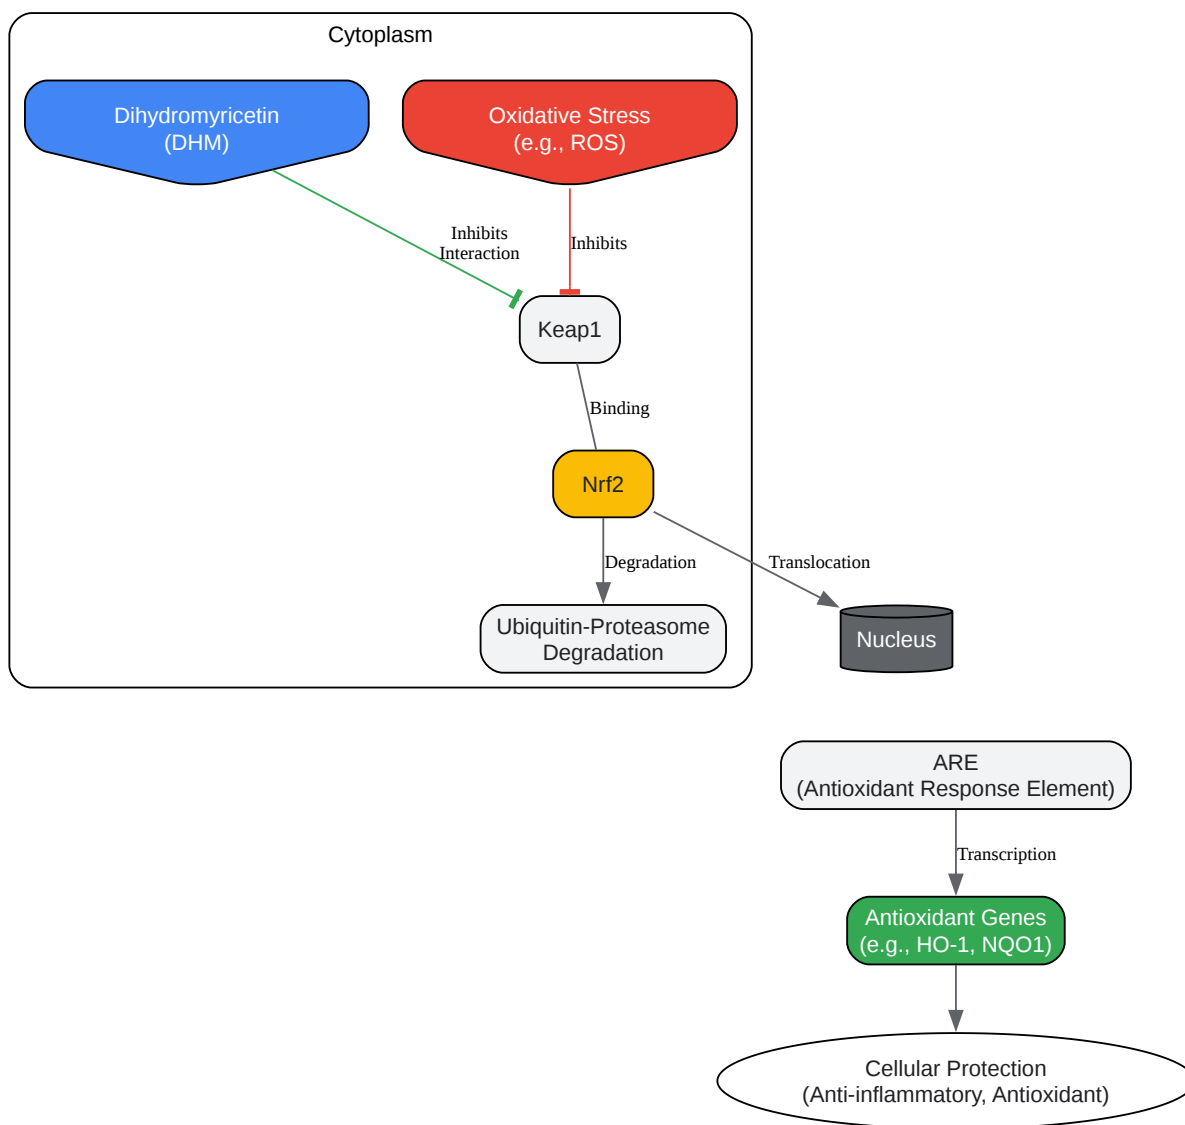 Cytoplasm
Dihydromyricetin
(DHM)
Oxidative Stress
(e.g., ROS)
Inhibits
Interaction
Inhibits
Keap1
Binding
Nrf2
Degradation
Translocation
Ubiquitin-Proteasome
Degradation
Nucleus
ARE
(Antioxidant Response Element)
Transcription
Antioxidant Genes
(e.g., HO-1, NQO1)
Cellular Protection
(Anti-inflammatory, Antioxidant)